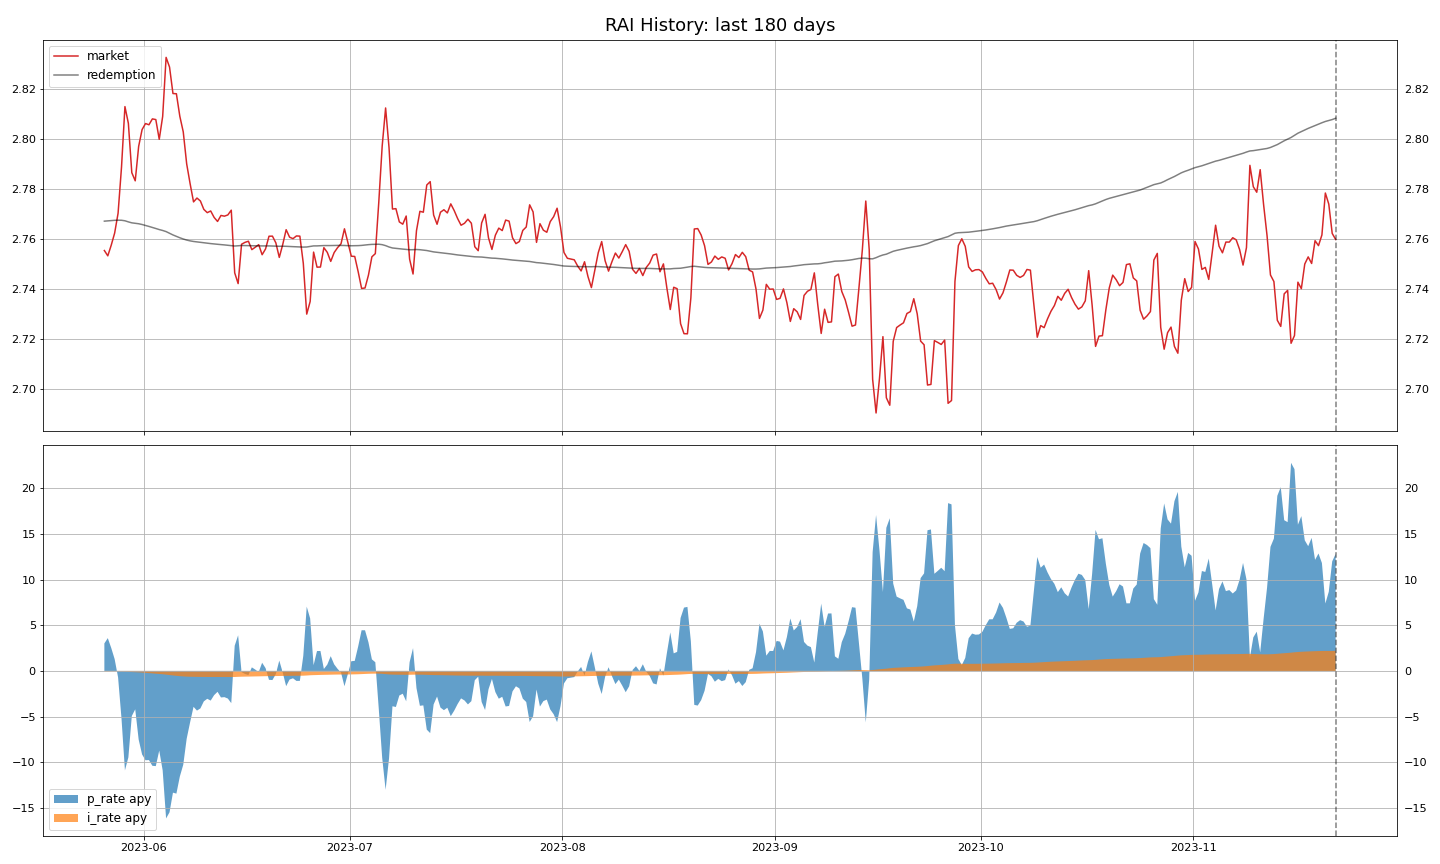 RAI History: last 180 days
market
redemption
2.82 2.82
2.80 2.80
2.78 2.78
2.76 2.76
2.74 2.74
2.72 2.72
2.70 2.70
20 20
15 15
10 10
5 5
0 0
−5 −5
−10 −10
−15 −15
p_rate apy
i_rate apy
2023-06 2023-07 2023-08 2023-09 2023-10 2023-11